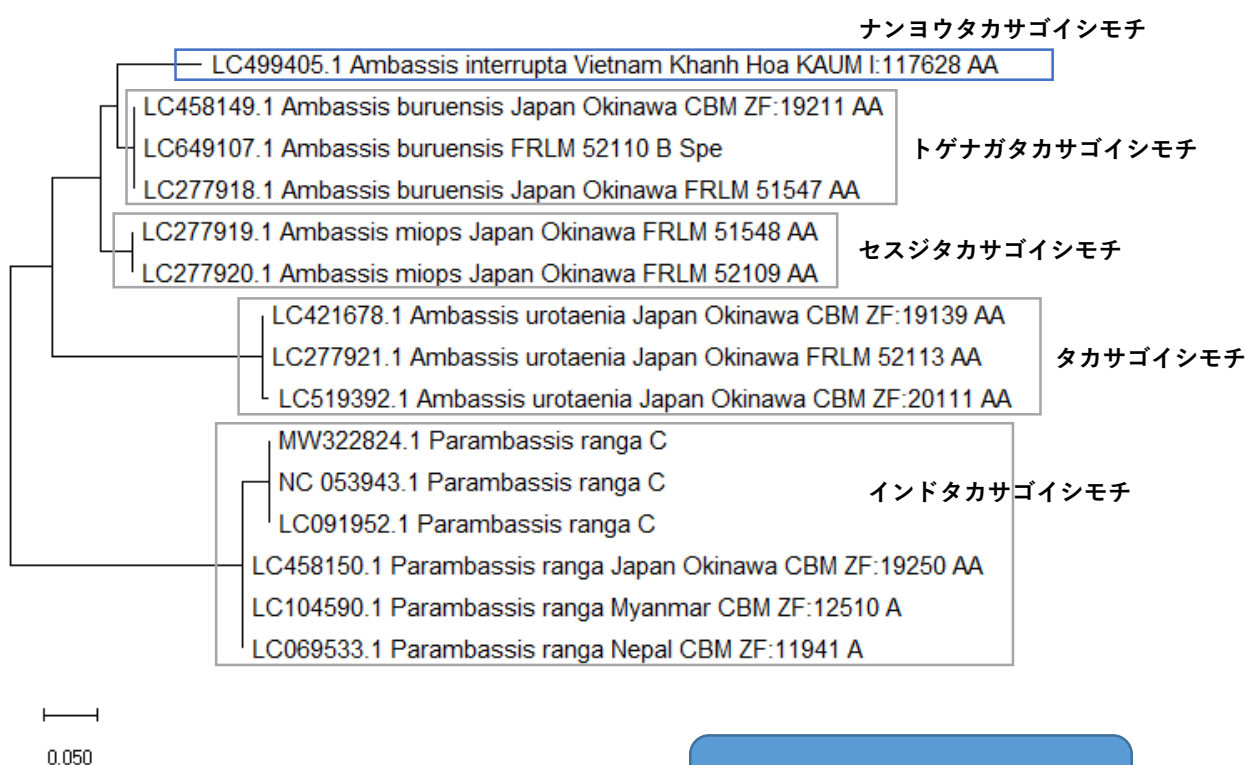 ナンヨウタカサゴイシモチ
LC499405.1 Ambassis interrupta Vietnam Khanh Hoa KAUM I:117628 AA
LC458149.1 Ambassis buruensis Japan Okinawa CBM ZF:19211 AA
LC649107.1 Ambassis buruensis FRLM 52110 B Spe
トゲナガタカサゴイシモチ
LC277918.1 Ambassis buruensis Japan Okinawa FRLM 51547 AA
LC277919.1 Ambassis miops Japan Okinawa FRLM 51548 AA
セスジタカサゴイシモチ
LC277920.1 Ambassis miops Japan Okinawa FRLM 52109 AA
LC421678.1 Ambassis urotaenia Japan Okinawa CBM ZF:19139 AA
LC277921.1 Ambassis urotaenia Japan Okinawa FRLM 52113 AA
タカサゴイシモチ
LC519392.1 Ambassis urotaenia Japan Okinawa CBM ZF:20111 AA
MW322824.1 Parambassis ranga C
NC 053943.1 Parambassis ranga C
インドタカサゴイシモチ
LC091952.1 Parambassis ranga C
LC458150.1 Parambassis ranga Japan Okinawa CBM ZF:19250 AA
LC104590.1 Parambassis ranga Myanmar CBM ZF:12510 A
LC069533.1 Parambassis ranga Nepal CBM ZF:11941 A
0.050